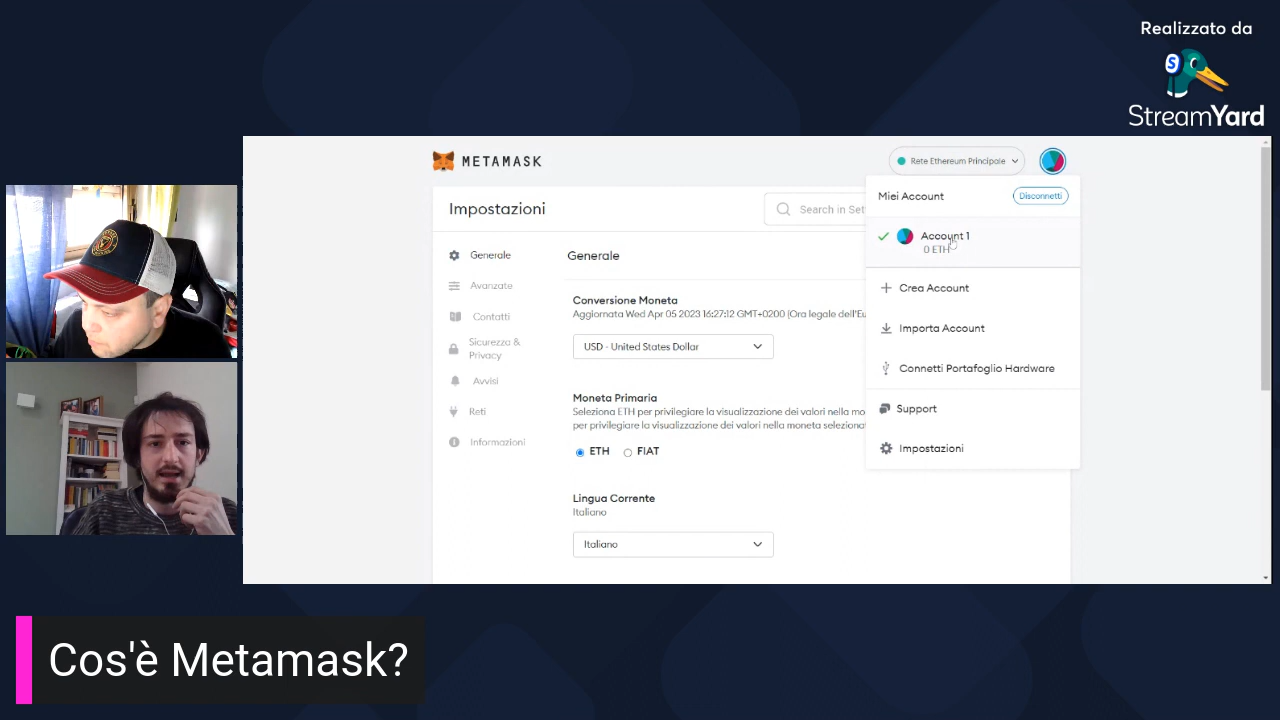 Realizzato da
StreamYard
METAMASK
Rete Ethereum Principale
Impostazioni
Search in Set
Miei Account
Disconnetti
Account 1
0 ETH
Crea Account
Importa Account
Connetti Portafoglio Hardware
Support
Impostazioni
Generale
Avanzate
Contatti
Sicurezza &
Privacy
Avvisi
Reti
Informazioni
Generale
Conversione Moneta
Aggiornata Wed Apr 05 2023 16:27:12 GMT+0200 (Ora legale dell'Eu
USD - United States Dollar
Moneta Primaria
Seleziona ETH per privilegiare la visualizzazione dei valori nella mo
per privilegiare la visualizzazione dei valori nella moneta selezionat
ETH
FIAT
Lingua Corrente
Italiano
Italiano
Cos'è Metamask?